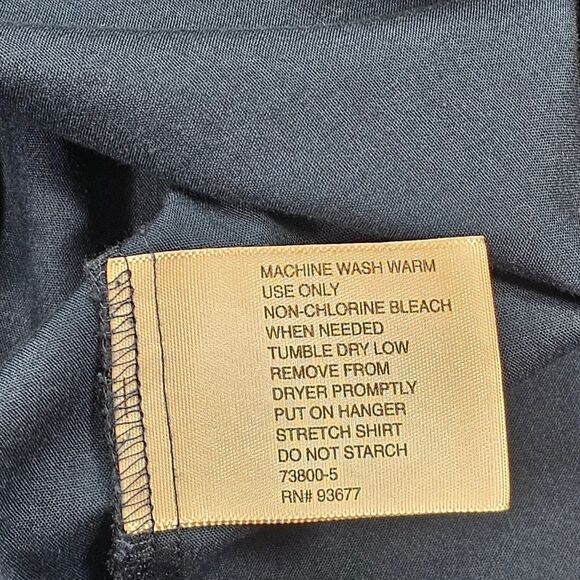 MACHINE WASH WARM
USE ONLY
NON-CHLORINE BLEACH
WHEN NEEDED
TUMBLE DRY LOW
REMOVE FROM
DRYER PROMPTLY
PUT ON HANGER
STRETCH SHIRT
DO NOT STARCH
73800-5
RN# 93677